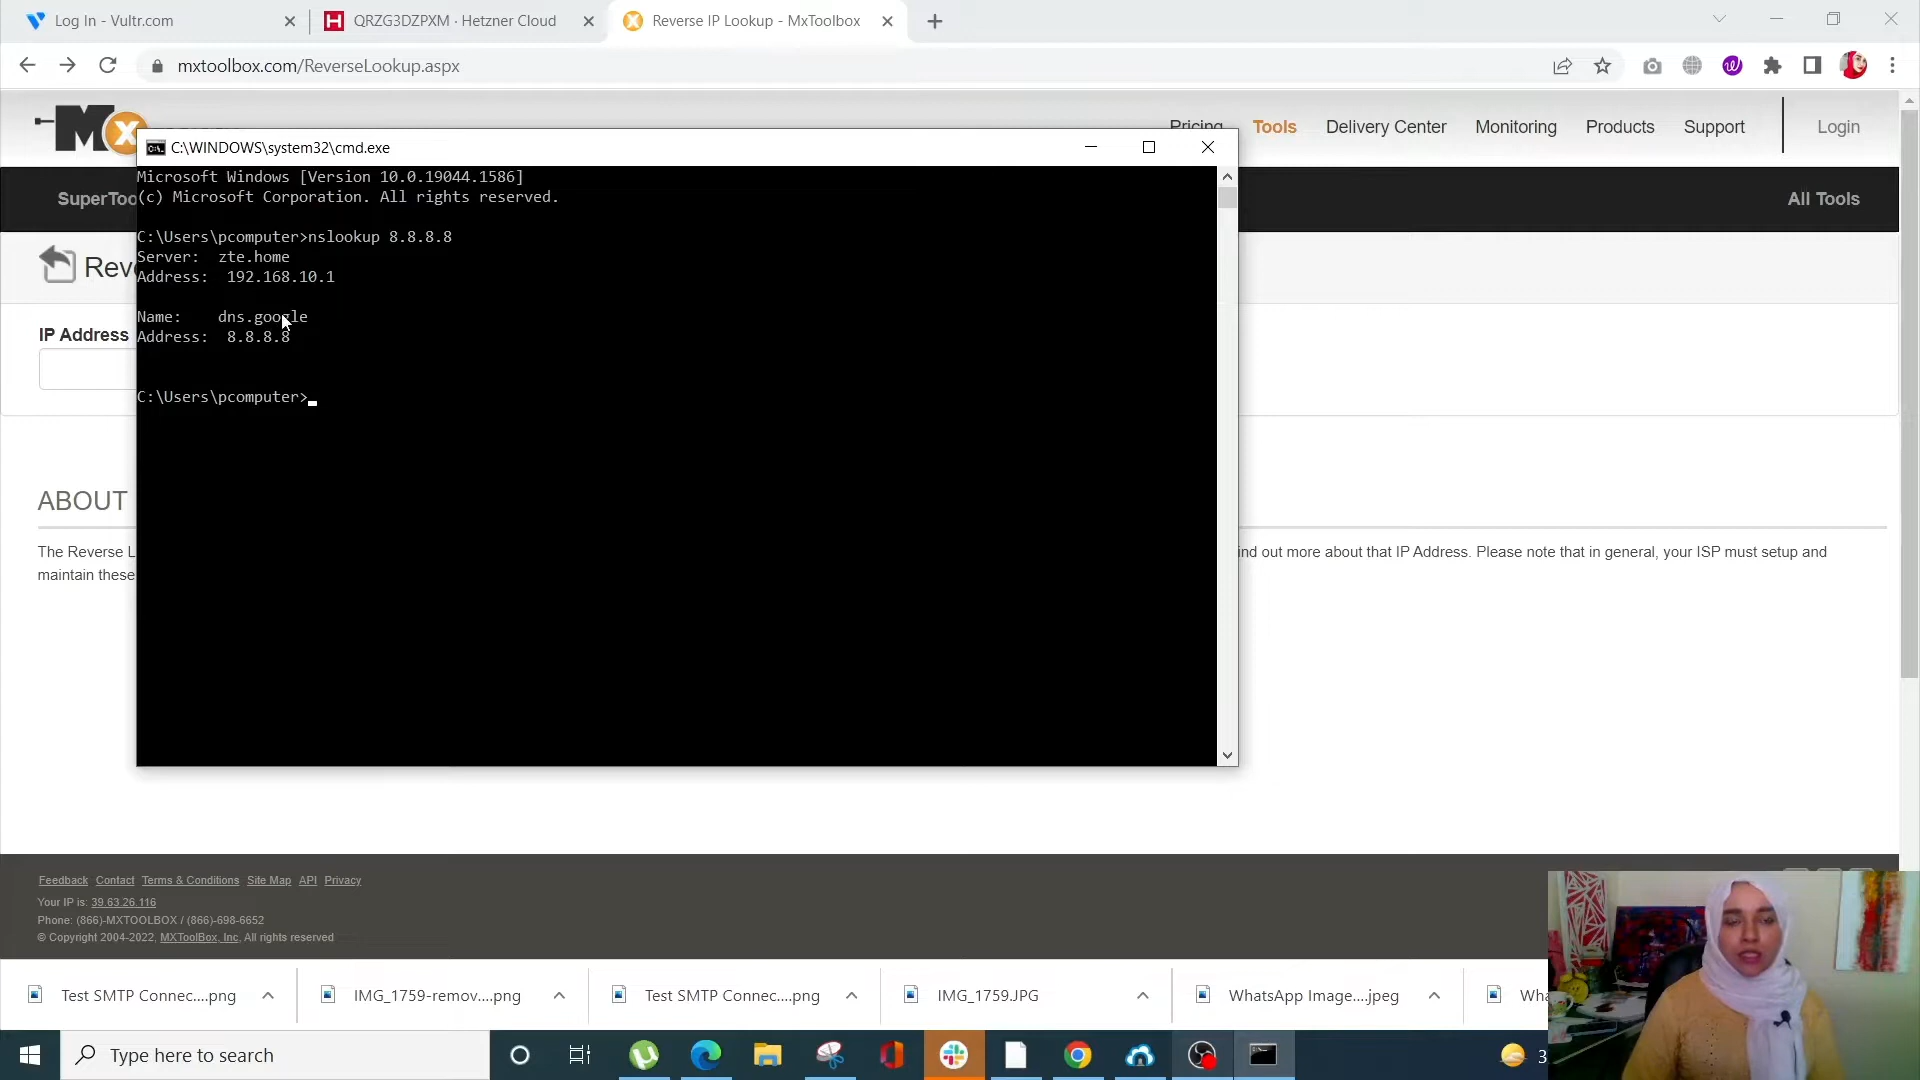 Log In - Vultr.com
QRZG3DZPXM · Hetzner Cloud
Reverse IP Lookup - MxToolbox
mxtoolbox.com/ReverseLookup.aspx
Mx
Pricing
Tools
Delivery Center
Monitoring
Products
Support
Login
C:\WINDOWS\system32\cmd.exe
Microsoft Windows [Version 10.0.19044.1586]
(c) Microsoft Corporation. All rights reserved.
SuperToo
All Tools
C:\Users\pcomputer>nslookup 8.8.8.8
Server:  zte.home
Address:  192.168.10.1
Reve
Name:    dns.google
Address:  8.8.8.8
IP Address
C:\Users\pcomputer>
ABOUT
The Reverse L
ind out more about that IP Address. Please note that in general, your ISP must setup and
maintain these
Feedback Contact Terms & Conditions Site Map API Privacy
Your IP is: 39.63.26.116
Phone: (866)-MXTOOLBOX / (866)-698-6652
© Copyright 2004-2022, MXToolBox, Inc, All rights reserved
Test SMTP Connec....png
IMG_1759-remov....png
Test SMTP Connec....png
IMG_1759.JPG
WhatsApp Image....jpeg
Wha
Type here to search
3